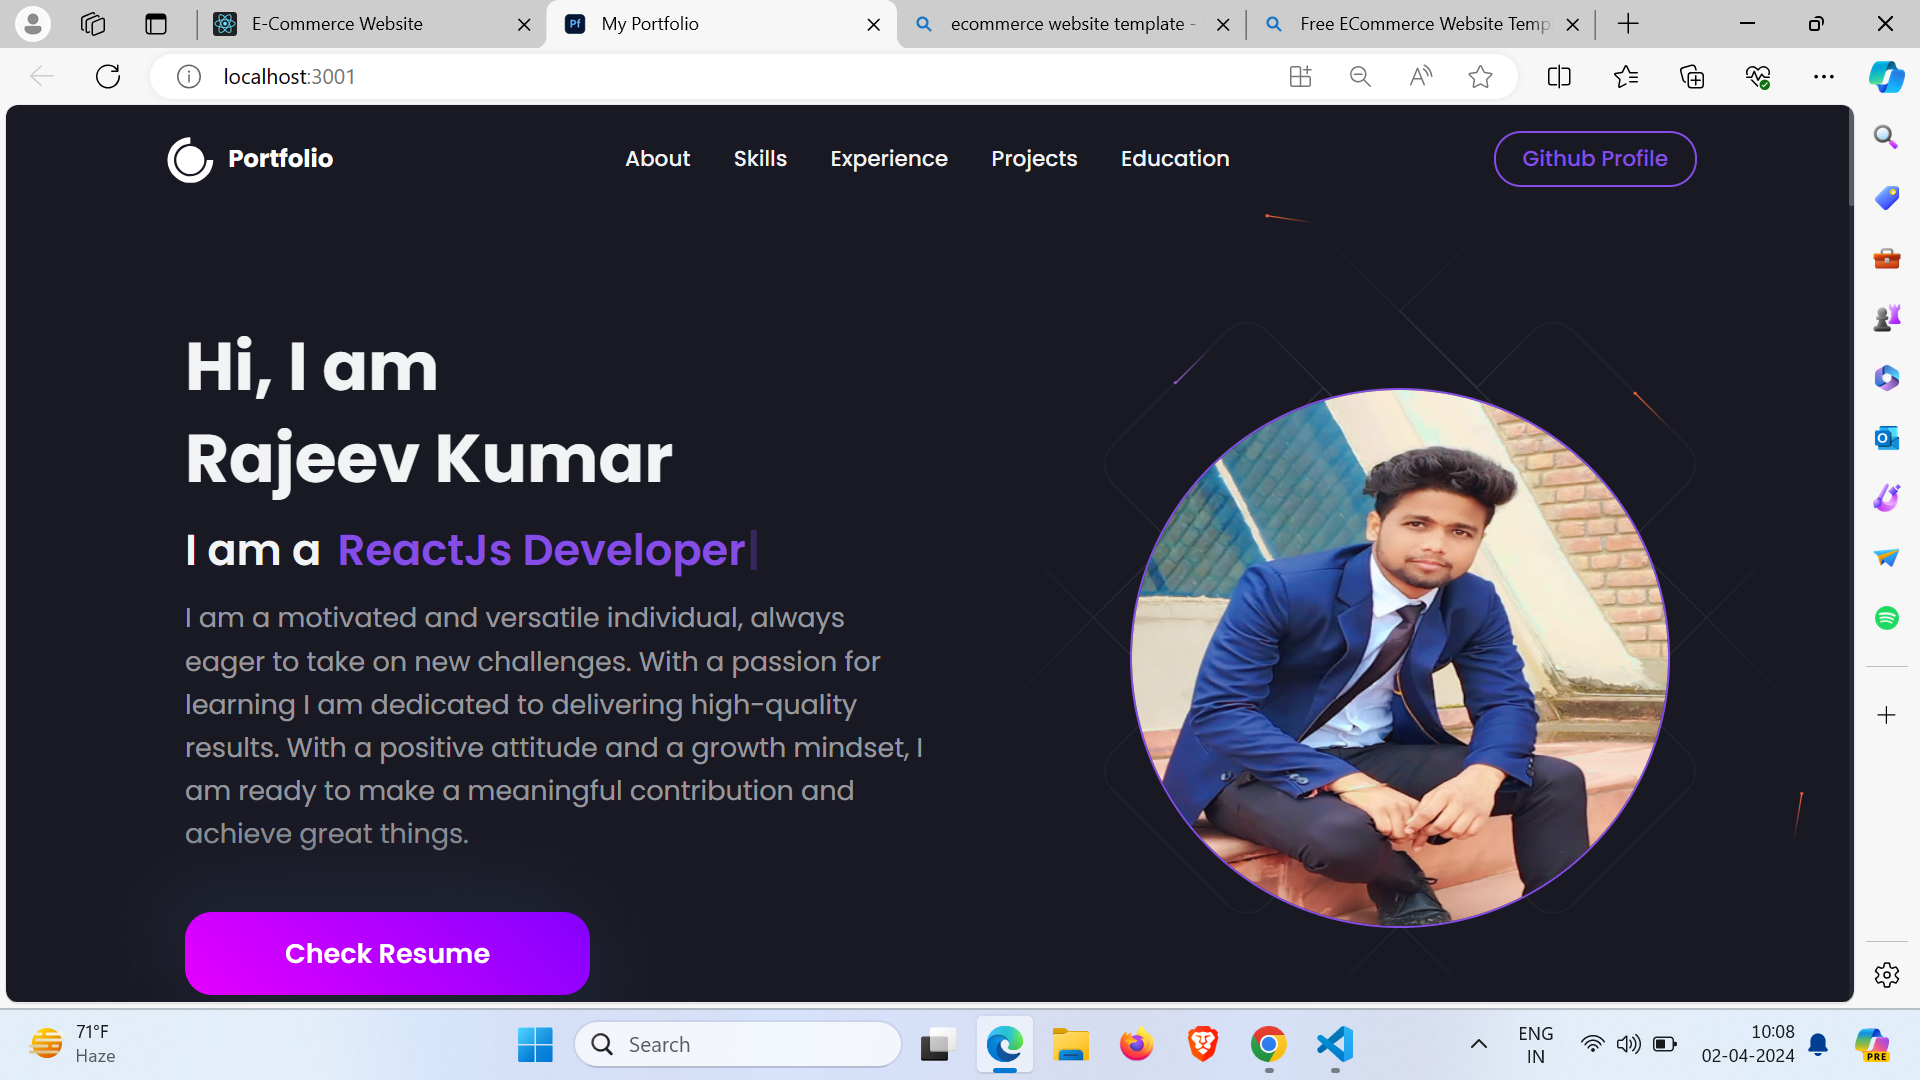 E-Commerce Website
Pf My Portfolio
ecommerce website template -
Free ECommerce Website Temp
localhost:3001
Portfolio
About Skills Experience Projects Education
Github Profile
Hi, I am
Rajeev Kumar
I am a ReactJs Developer|
I am a motivated and versatile individual, always
eager to take on new challenges. With a passion for
learning I am dedicated to delivering high-quality
results. With a positive attitude and a growth mindset, I
am ready to make a meaningful contribution and
achieve great things.
Check Resume
71°F
Haze
Search
ENG
IN
10:08
02-04-2024
PRE